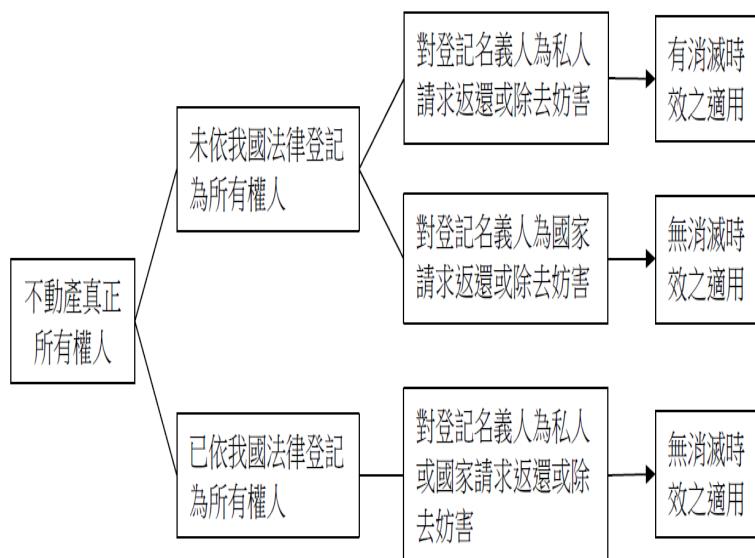 不動產真正
所有權人
未依我國法律登記
為所有權人
對登記名義人為私人
請求返還或除去妨害
有消滅時
效之適用
對登記名義人為國家
請求返還或除去妨害
無消滅時
效之適用
已依我國法律登記
為所有權人
對登記名義人為私人
或國家請求返還或除
去妨害
無消滅時
效之適用